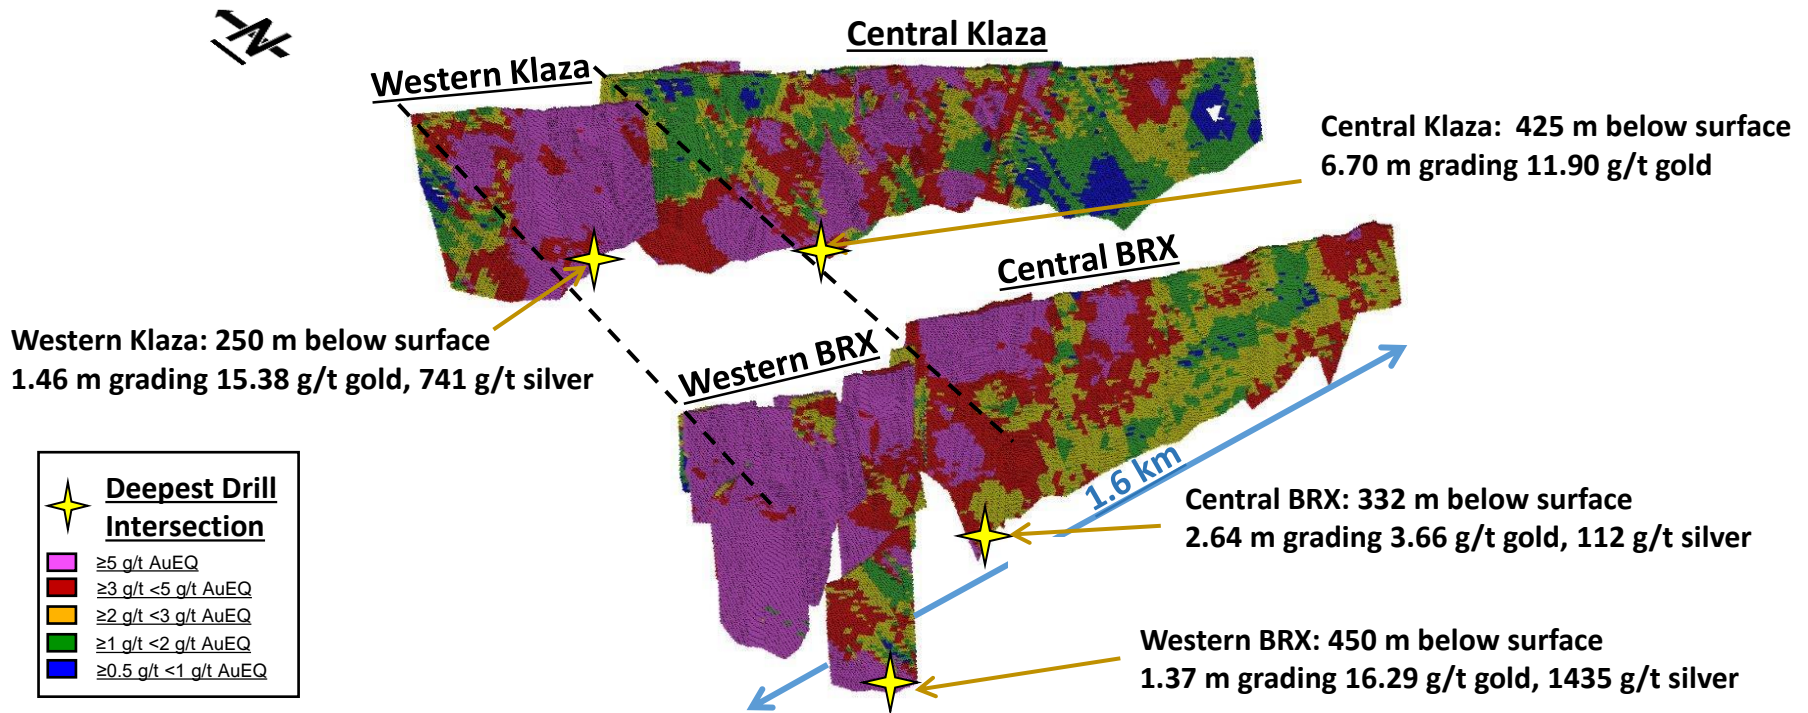 N
Central Klaza
Western Klaza
Central Klaza: 425 m below surface
6.70 m grading 11.90 g/t gold
Central BRX
Western Klaza: 250 m below surface
1.46 m grading 15.38 g/t gold, 741 g/t silver
Western BRX
1.6 km
Deepest Drill
Intersection
≥5 g/t AuEQ
≥3 g/t <5 g/t AuEQ
≥2 g/t <3 g/t AuEQ
≥1 g/t <2 g/t AuEQ
≥0.5 g/t <1 g/t AuEQ
Central BRX: 332 m below surface
2.64 m grading 3.66 g/t gold, 112 g/t silver
Western BRX: 450 m below surface
1.37 m grading 16.29 g/t gold, 1435 g/t silver